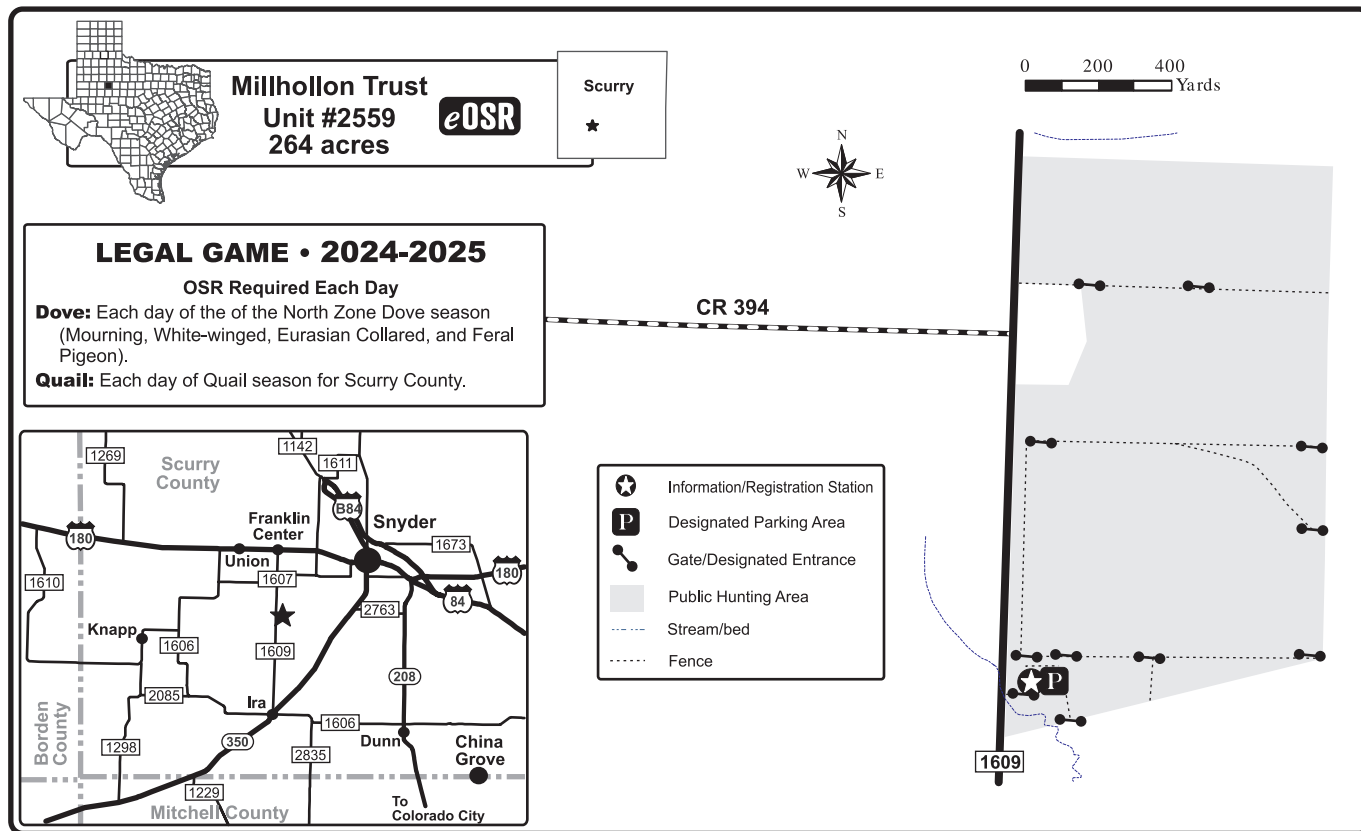 Millhollon Trust
Unit #2559
264 acres
eOSR
Scurry
0 200 400
Yards
N
W E
S
LEGAL GAME • 2024-2025
OSR Required Each Day
Dove: Each day of the of the North Zone Dove season
(Mourning, White-winged, Eurasian Collared, and Feral
Pigeon).
Quail: Each day of Quail season for Scurry County.
CR 394
1269
Scurry
County
1142
1611
B84
Franklin
Center
Snyder
180
Union
1673
1610
1607
180
84
2763
Knapp
1606
1609
208
2085
Ira
1606
Borden
County
1298
350
2835
Dunn
China
Grove
1229
Mitchell County
To
Colorado City
Information/Registration Station
P
Designated Parking Area
Gate/Designated Entrance
Public Hunting Area
Stream/bed
Fence
P
1609